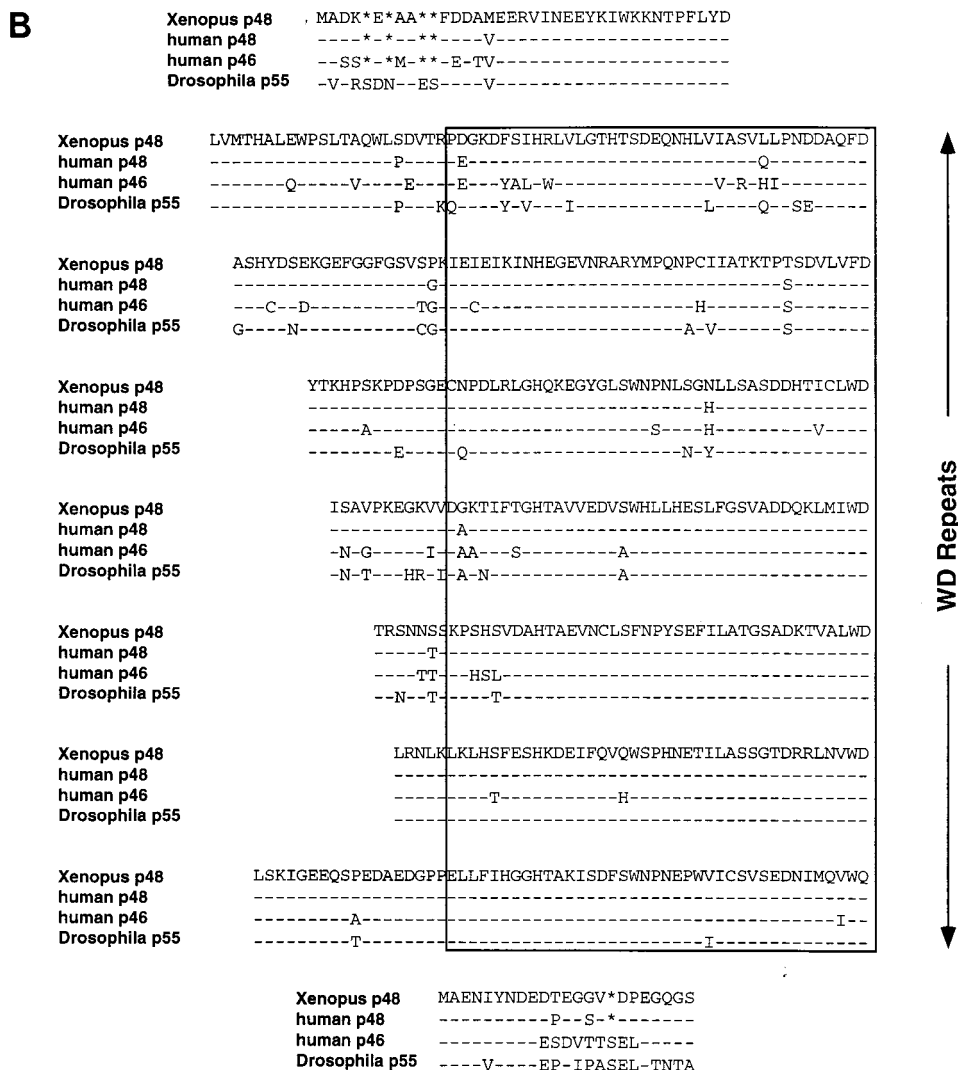 B
Xenopus p48 MADK*E*AA**FDDAMEERVINEEYKIWKKNTPFLYD
human p48 ----*-*--**----V---------------------
human p46 --SS*-*M-**-E-TV---------------------
Drosophila p55 -V-RSDN--ES----V---------------------
Xenopus p48 LVMTHALEWPSLTAQWLSDVTRPDGKDFSIHRLVLGTHTSDEQNHLVIASVLLPNDDAQFD
human p48 -----------------P-----E---------------------------Q---------
human p46 -------Q-----V----E----E---YAL-W---------------V-R-HI--------
Drosophila p55 -----------------P---KQ----Y-V---I------------L----Q--SE-----
Xenopus p48 ASHYDSEKGEFGGFGSVSPKIEIEIKINHEGEVNRARYMPQNPCIIATKTPTSDVLVFD
human p48 ------------------G--------------------------------S-------
human p46 ---C--D----------TG---C--------------------H-------S-------
Drosophila p55 G----N-----------CG-----------------------A-V------S-------
Xenopus p48 YTKHPSKPDPSGECNPDLRLGHQKEGYGLSWNPNLSGNLLSASDDHTICLWD
human p48 -------------------------------------H--------------
human p46 -----A--------------------------S----H---------V----
Drosophila p55 --------E-----Q--------------------N-Y--------------
Xenopus p48 ISAVPKEGKVVDGKTIFTGHTAVVEDVSWHLLHESLFGSVADDQKLMIWD
human p48 ------------A-------------------------------------
human p46 -N-G-----I--AA---S---------A----------------------
Drosophila p55 -N-T---HR-I-A-N------------A----------------------
Xenopus p48 TRSNNSSKPSHSVDAHTAEVNCLSFNPYSEFILATGSADKTVALWD
human p48 -----T----------------------------------------
human p46 ----TT---HSL----------------------------------
Drosophila p55 --N--T-----T----------------------------------
Xenopus p48 LRNLKLKLHSFESHKDEIFQVQWSPHNETILASSGTDRRLNVWD
human p48 --------------------------------------------
human p46 ---------T-----------H----------------------
Drosophila p55 --------------------------------------------
Xenopus p48 LSKIGEEQSPEDAEDGPPELLFIHGGHTAKISDFSWNPNEPWVICSVSEDNIMQVWQ
human p48 ---------------------------------------------------------
human p46 ---------A--------------------------------------------I--
Drosophila p55 ---------T--------------------------------I--------------
Xenopus p48 MAENIYNDEDTEGGV*DPEGQGS
human p48 ----------P--S-*-------
human p46 ---------ESDVTTSEL-----
Drosophila p55 ----V----EP-IPASEL-TNTA
WD Repeats